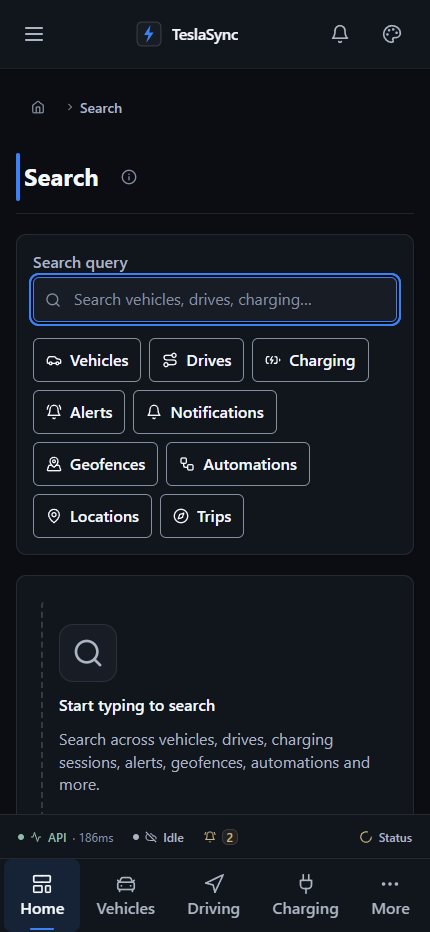 TeslaSync
Search
Search
Search query
Search vehicles, drives, charging...
Vehicles
Drives
Charging
Alerts
Notifications
Geofences
Automations
Locations
Trips
Start typing to search
Search across vehicles, drives, charging
sessions, alerts, geofences, automations and
more.
API · 186ms
Idle
2
Status
Home
Vehicles
Driving
Charging
More